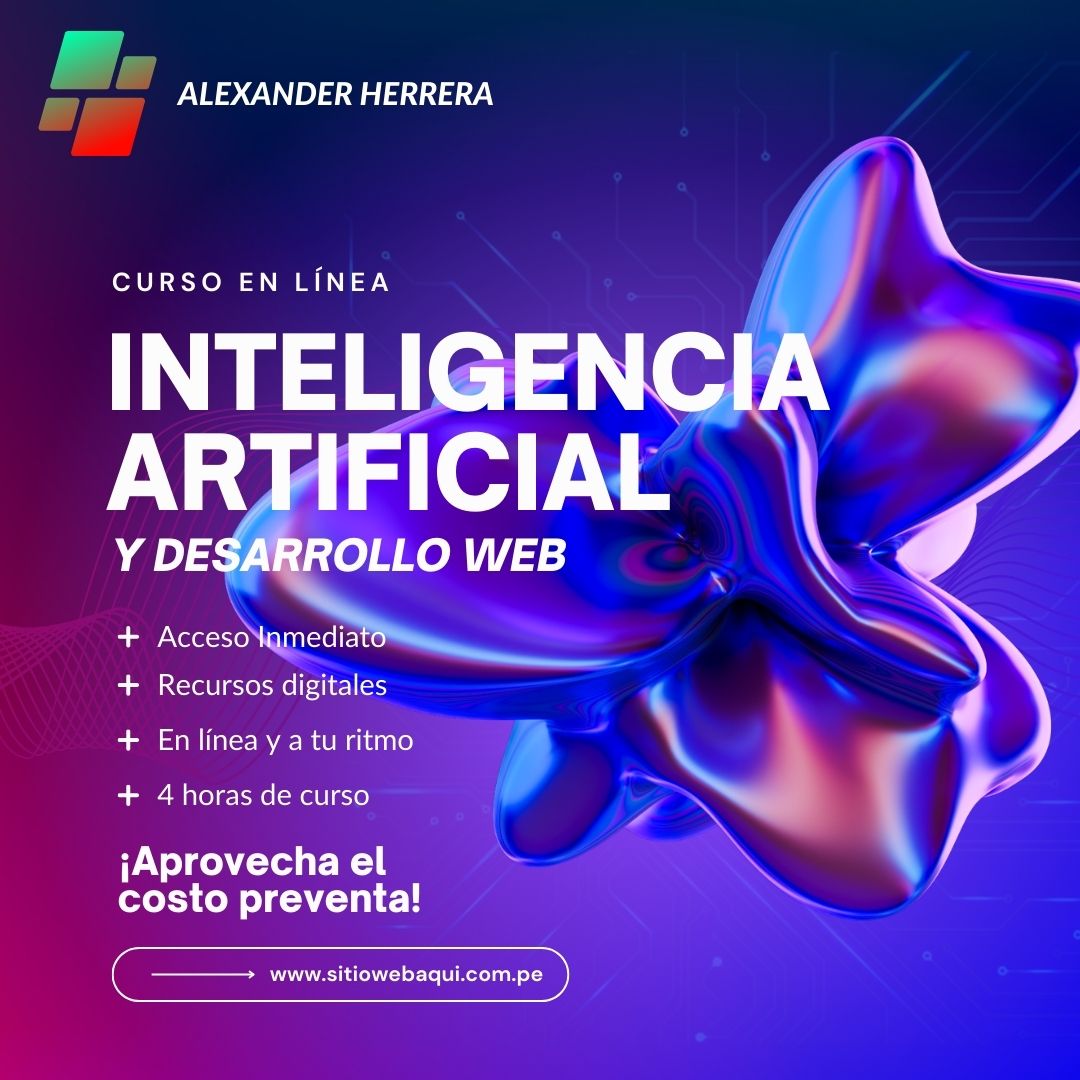 ALEXANDER HERRERA
CURSO EN LÍNEA
INTELIGENCIA
ARTIFICIAL
Y DESARROLLO WEB
+ Acceso Inmediato
+ Recursos digitales
+ En línea y a tu ritmo
+ 4 horas de curso
¡Aprovecha el
costo preventa!
www.sitiowebaqui.com.pe